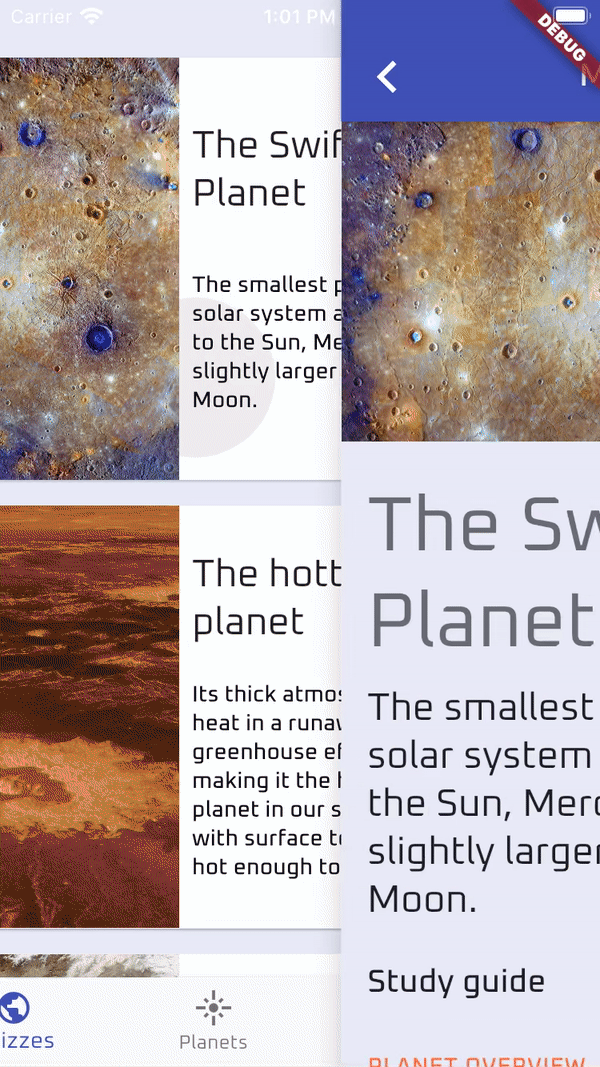 Carrier
1:01 PM
DEBUG
The Swif
Planet
The smallest p
solar system a
to the Sun, Me
slightly larger
Moon.
The hott
planet
Its thick atmos
heat in a runaw
greenhouse ef
making it the h
planet in our s
with surface te
hot enough to
izzes
Planets
The Sw
Planet
The smallest
solar system
the Sun, Merc
slightly larger
Moon.
Study guide
PLANET OVERVIEW